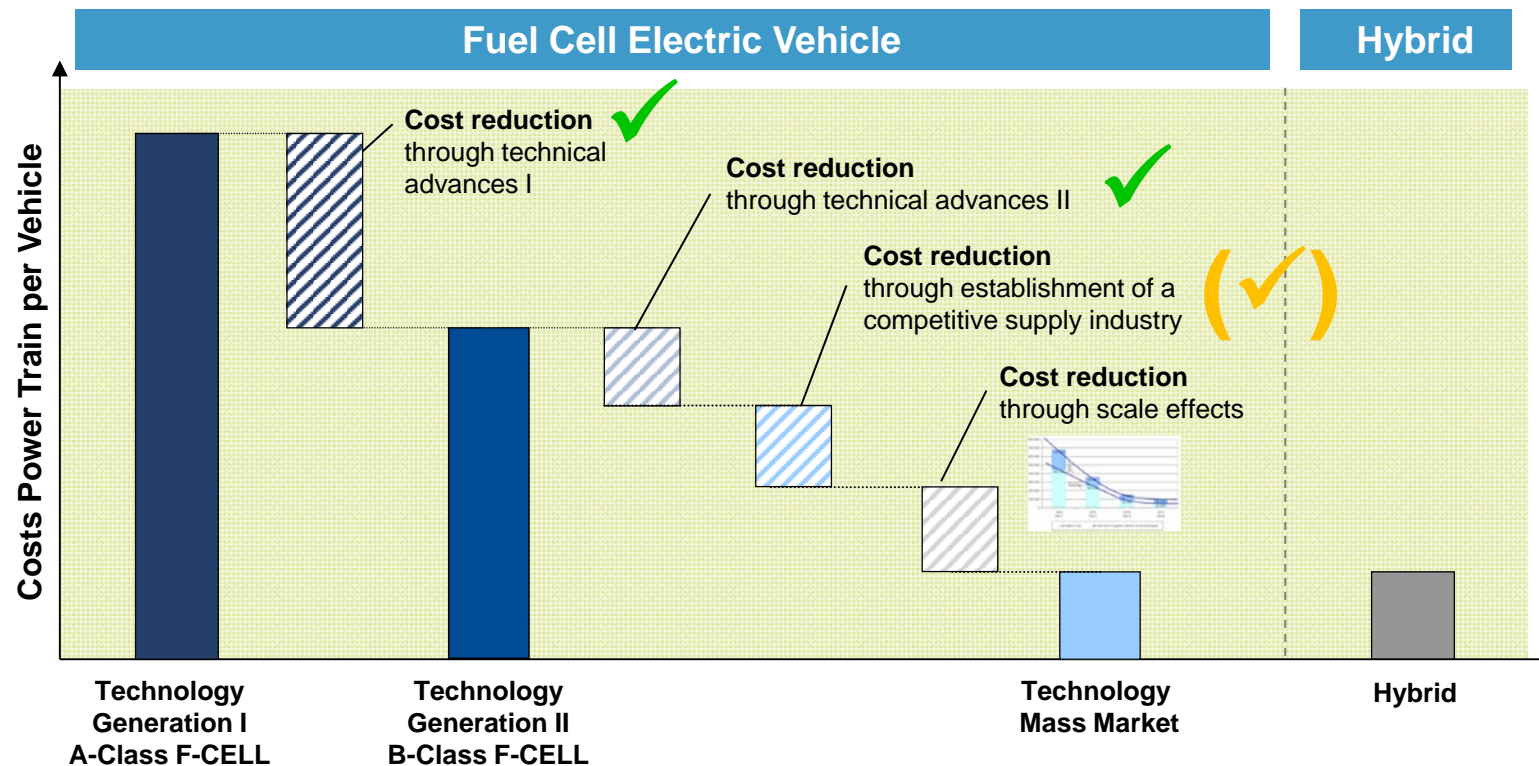 Fuel Cell Electric Vehicle
Hybrid
Costs Power Train per Vehicle
Cost reduction
through technical
advances I
Cost reduction
through technical advances II
Cost reduction
through establishment of a
competitive supply industry
Cost reduction
through scale effects
Technology
Generation I
A-Class F-CELL
Technology
Generation II
B-Class F-CELL
Technology
Mass Market
Hybrid